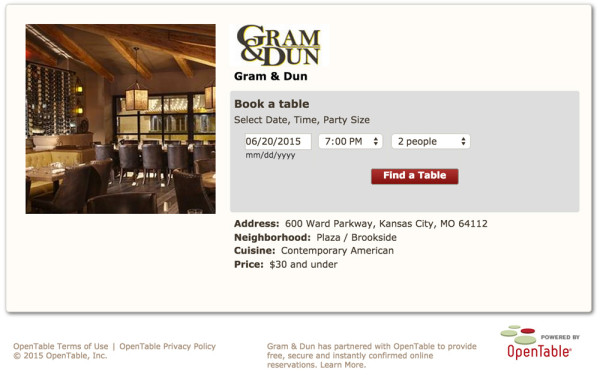 GRAM
& DUN
Gram & Dun
Book a table
Select Date, Time, Party Size
06/20/2015 7:00 PM 2 people
mm/dd/yyyy
Find a Table
Address: 600 Ward Parkway, Kansas City, MO 64112
Neighborhood: Plaza / Brookside
Cuisine: Contemporary American
Price: $30 and under
OpenTable Terms of Use | OpenTable Privacy Policy
© 2015 OpenTable, Inc.
Gram & Dun has partnered with OpenTable to provide
free, secure and instantly confirmed online
reservations. Learn More.
POWERED BY
OpenTable®